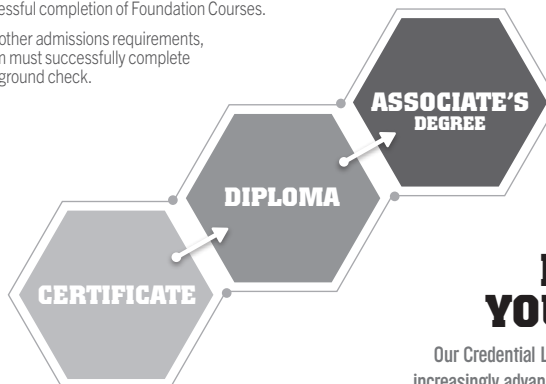 essful completion of Foundation Courses.
other admissions requirements,
must successfully complete
ground check.
ASSOCIATE'S
DEGREE
DIPLOMA
CERTIFICATE
YOU
Our Credential L
increasingly advan